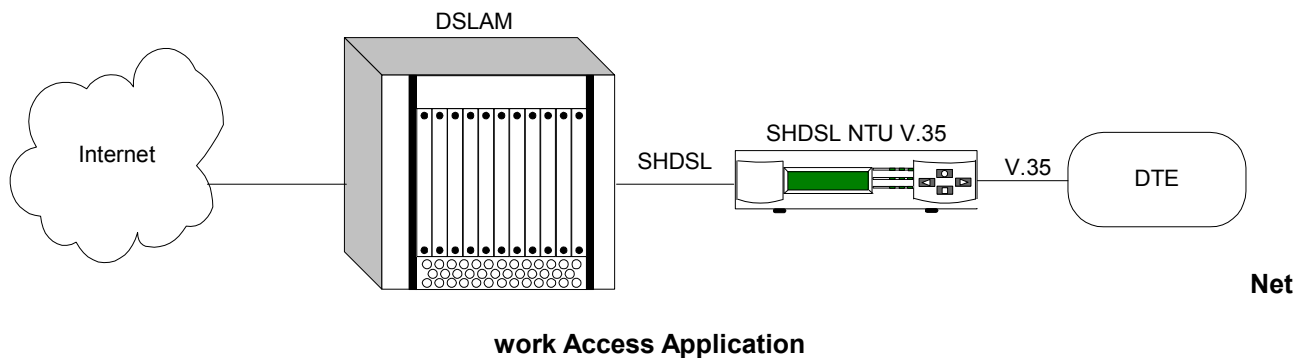 DSLAM
Internet
SHDSL
SHDSL NTU V.35
V.35
DTE
Net
work Access Application